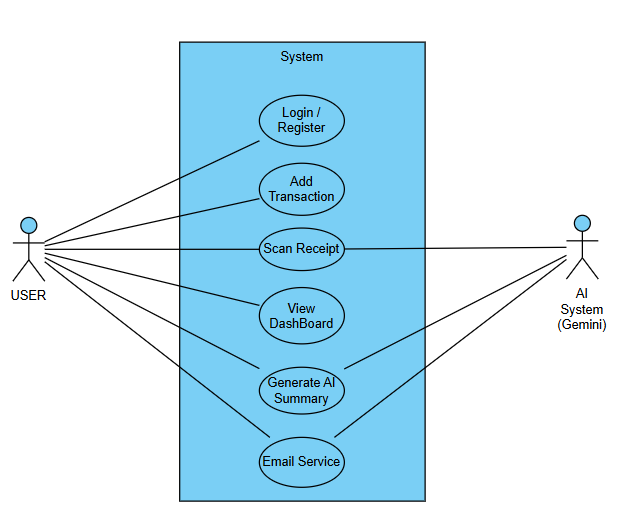 System
Login /
Register
Add
Transaction
Scan Receipt
View
DashBoard
Generate AI
Summary
Email Service
USER
AI
System
(Gemini)